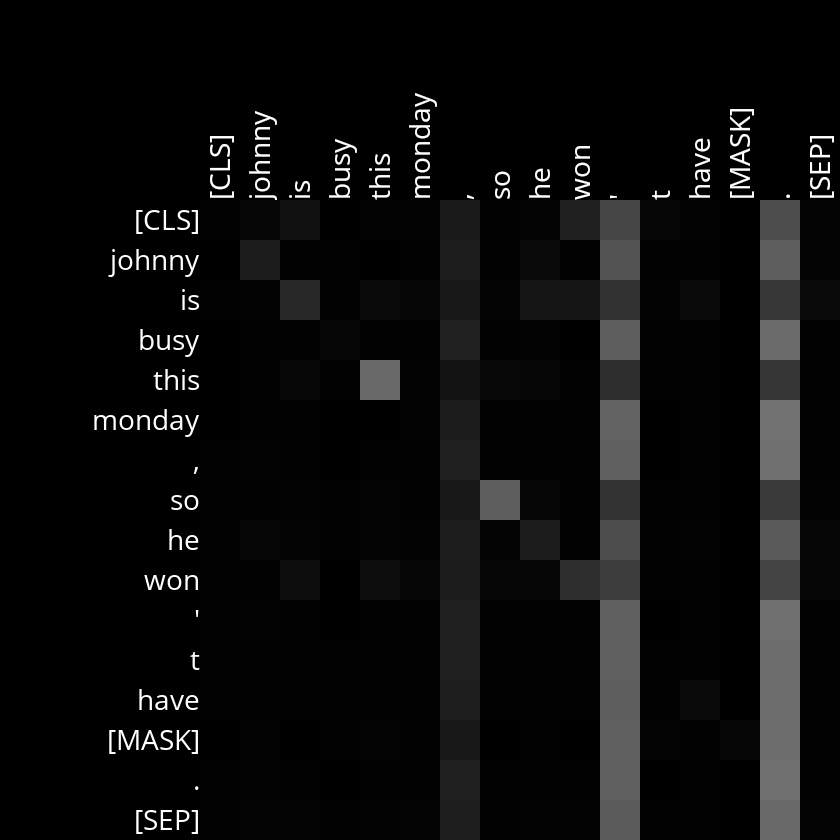 [CLS] johnny is busy this monday , so he won ' t have [MASK] . [SEP]
[CLS]
johnny
is
busy
this
monday
,
so
he
won
'
t
have
[MASK]
.
[SEP]